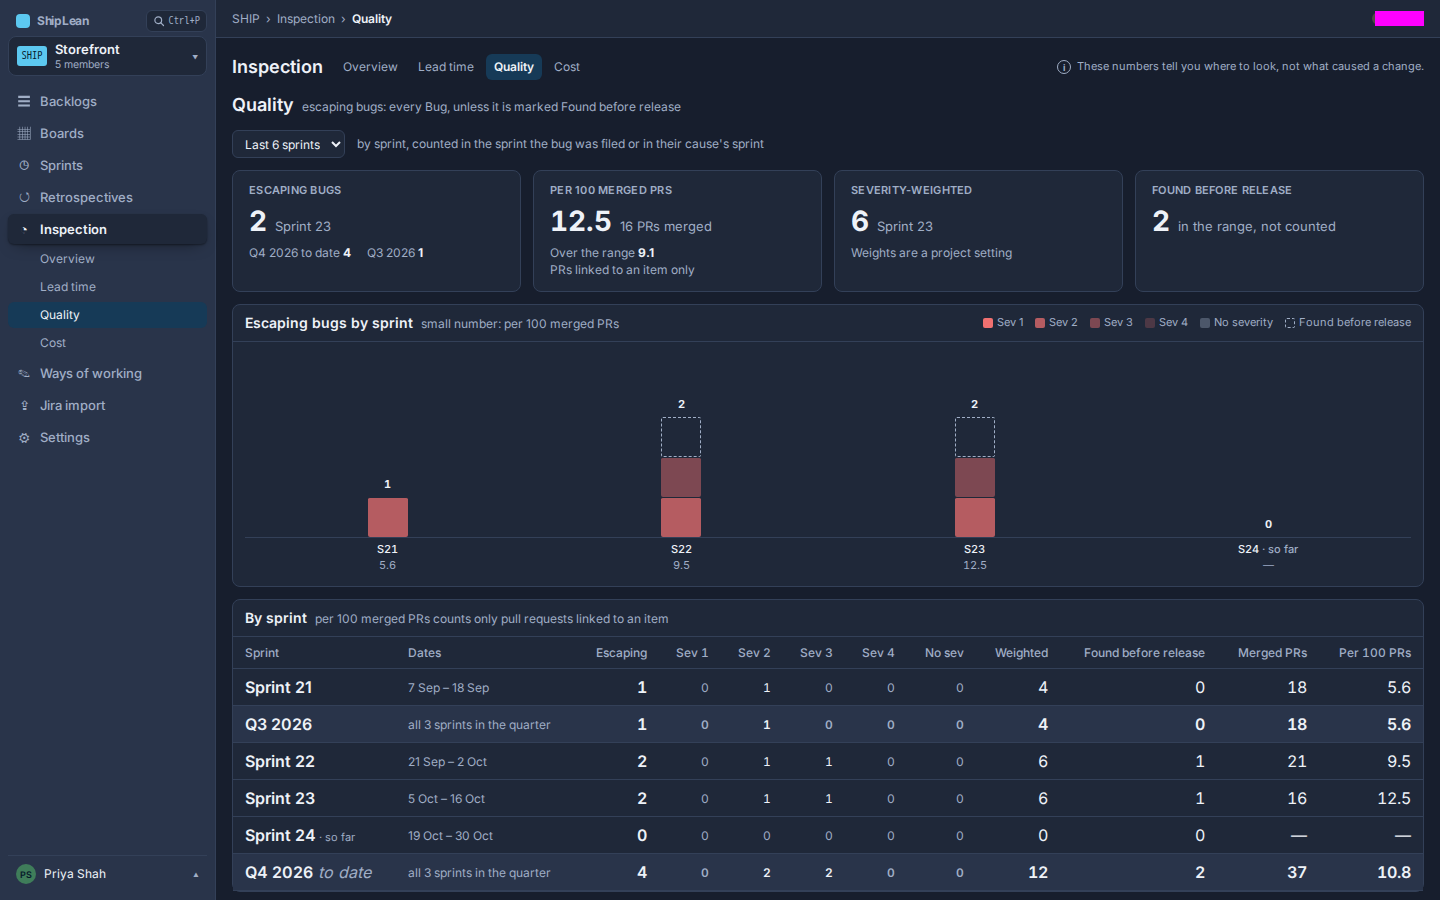 ShipLean
Ctrl+P
SHIP
Storefront
5 members
Backlogs
Boards
Sprints
Retrospectives
Inspection
Overview
Lead time
Quality
Cost
Ways of working
Jira import
Settings
PS
Priya Shah
SHIP › Inspection › Quality
Inspection Overview Lead time Quality Cost
These numbers tell you where to look, not what caused a change.
Quality escaping bugs: every Bug, unless it is marked Found before release
Last 6 sprints by sprint, counted in the sprint the bug was filed or in their cause's sprint
ESCAPING BUGS
2 Sprint 23
Q4 2026 to date 4 Q3 2026 1
PER 100 MERGED PRS
12.5 16 PRs merged
Over the range 9.1
PRs linked to an item only
SEVERITY-WEIGHTED
6 Sprint 23
Weights are a project setting
FOUND BEFORE RELEASE
2 in the range, not counted
Escaping bugs by sprint small number: per 100 merged PRs
Sev 1 Sev 2 Sev 3 Sev 4 No severity Found before release
1 2 2 0
S21 S22 S23 S24 · so far
5.6 9.5 12.5 —
By sprint per 100 merged PRs counts only pull requests linked to an item
Sprint Dates Escaping Sev 1 Sev 2 Sev 3 Sev 4 No sev Weighted Found before release Merged PRs Per 100 PRs
Sprint 21 7 Sep – 18 Sep 1 0 1 0 0 0 4 0 18 5.6
Q3 2026 all 3 sprints in the quarter 1 0 1 0 0 0 4 0 18 5.6
Sprint 22 21 Sep – 2 Oct 2 0 1 1 0 0 6 1 21 9.5
Sprint 23 5 Oct – 16 Oct 2 0 1 1 0 0 6 1 16 12.5
Sprint 24 · so far 19 Oct – 30 Oct 0 0 0 0 0 0 0 0 — —
Q4 2026 to date all 3 sprints in the quarter 4 0 2 2 0 0 12 2 37 10.8